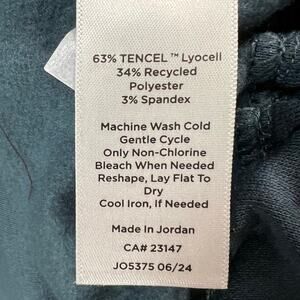 63% TENCEL™ Lyocell
34% Recycled
Polyester
3% Spandex
Machine Wash Cold
Gentle Cycle
Only Non-Chlorine
Bleach When Needed
Reshape, Lay Flat To
Dry
Cool Iron, If Needed
Made In Jordan
CA# 23147
JO5375 06/24